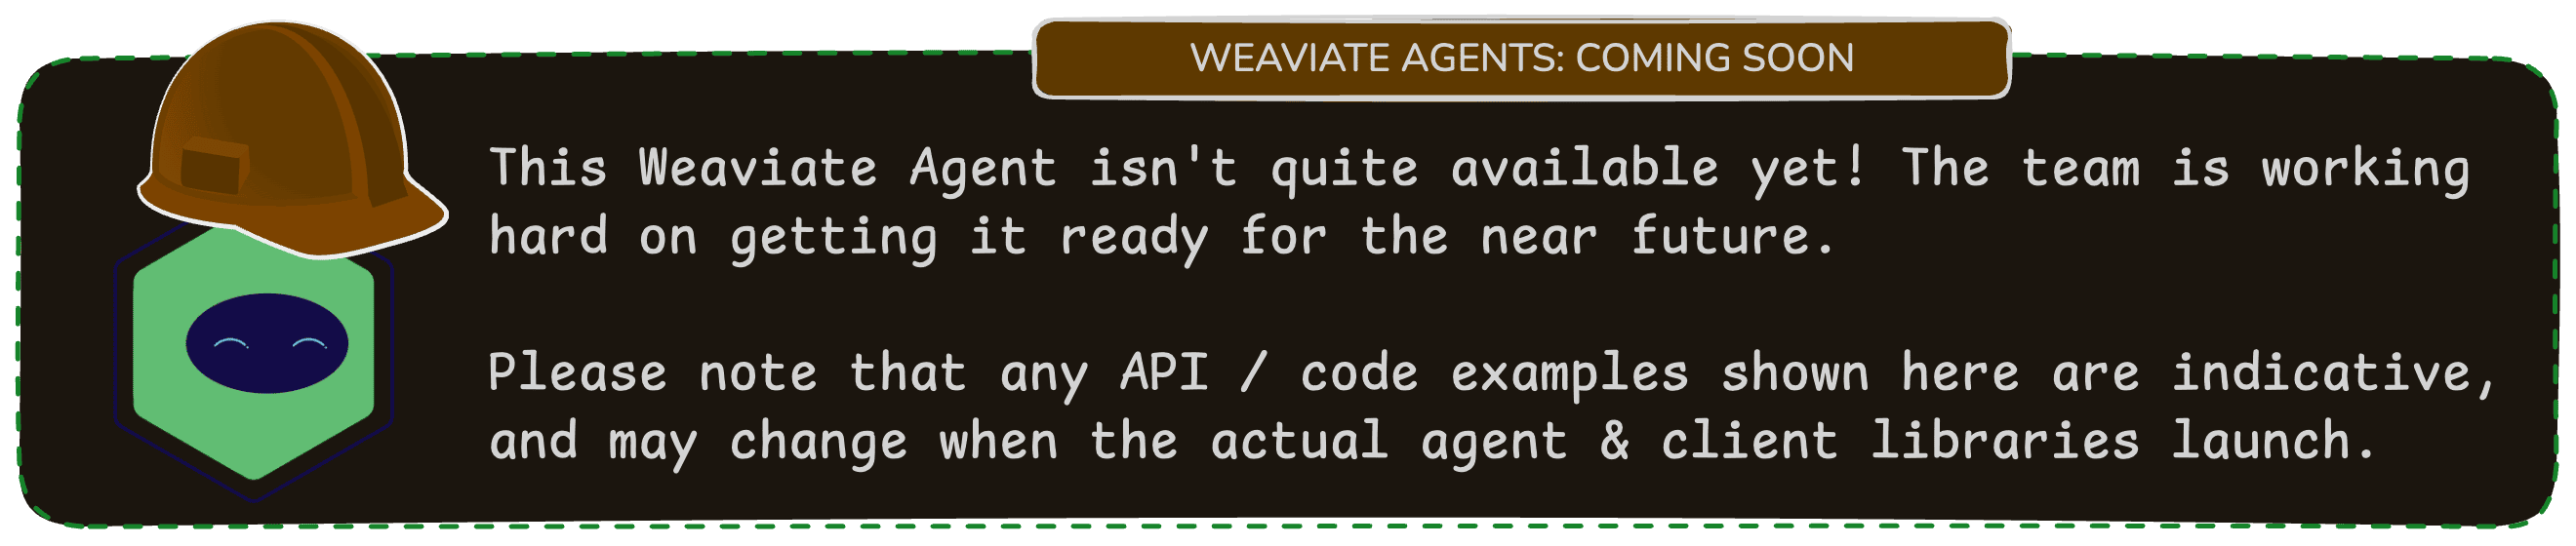 WEAVIATE AGENTS: COMING SOON
This Weaviate Agent isn't quite available yet! The team is working
hard on getting it ready for the near future.
Please note that any API / code examples shown here are indicative,
and may change when the actual agent & client libraries launch.